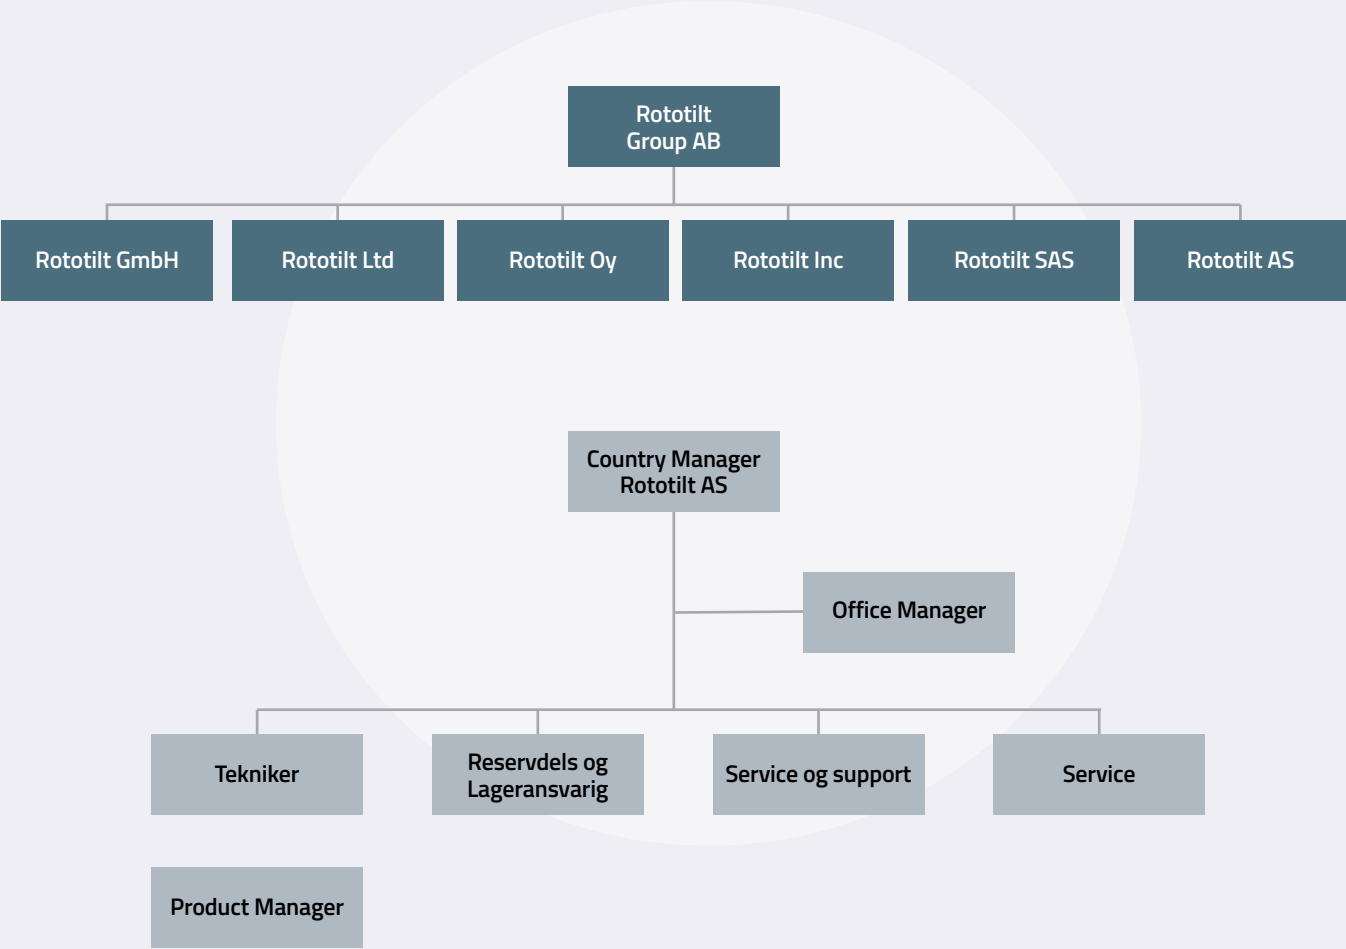 Rototilt
Group AB
Rototilt GmbH
Rototilt Ltd
Rototilt Oy
Rototilt Inc
Rototilt SAS
Rototilt AS
Country Manager
Rototilt AS
Office Manager
Tekniker
Reservdels og
Lageransvarig
Service og support
Service
Product Manager